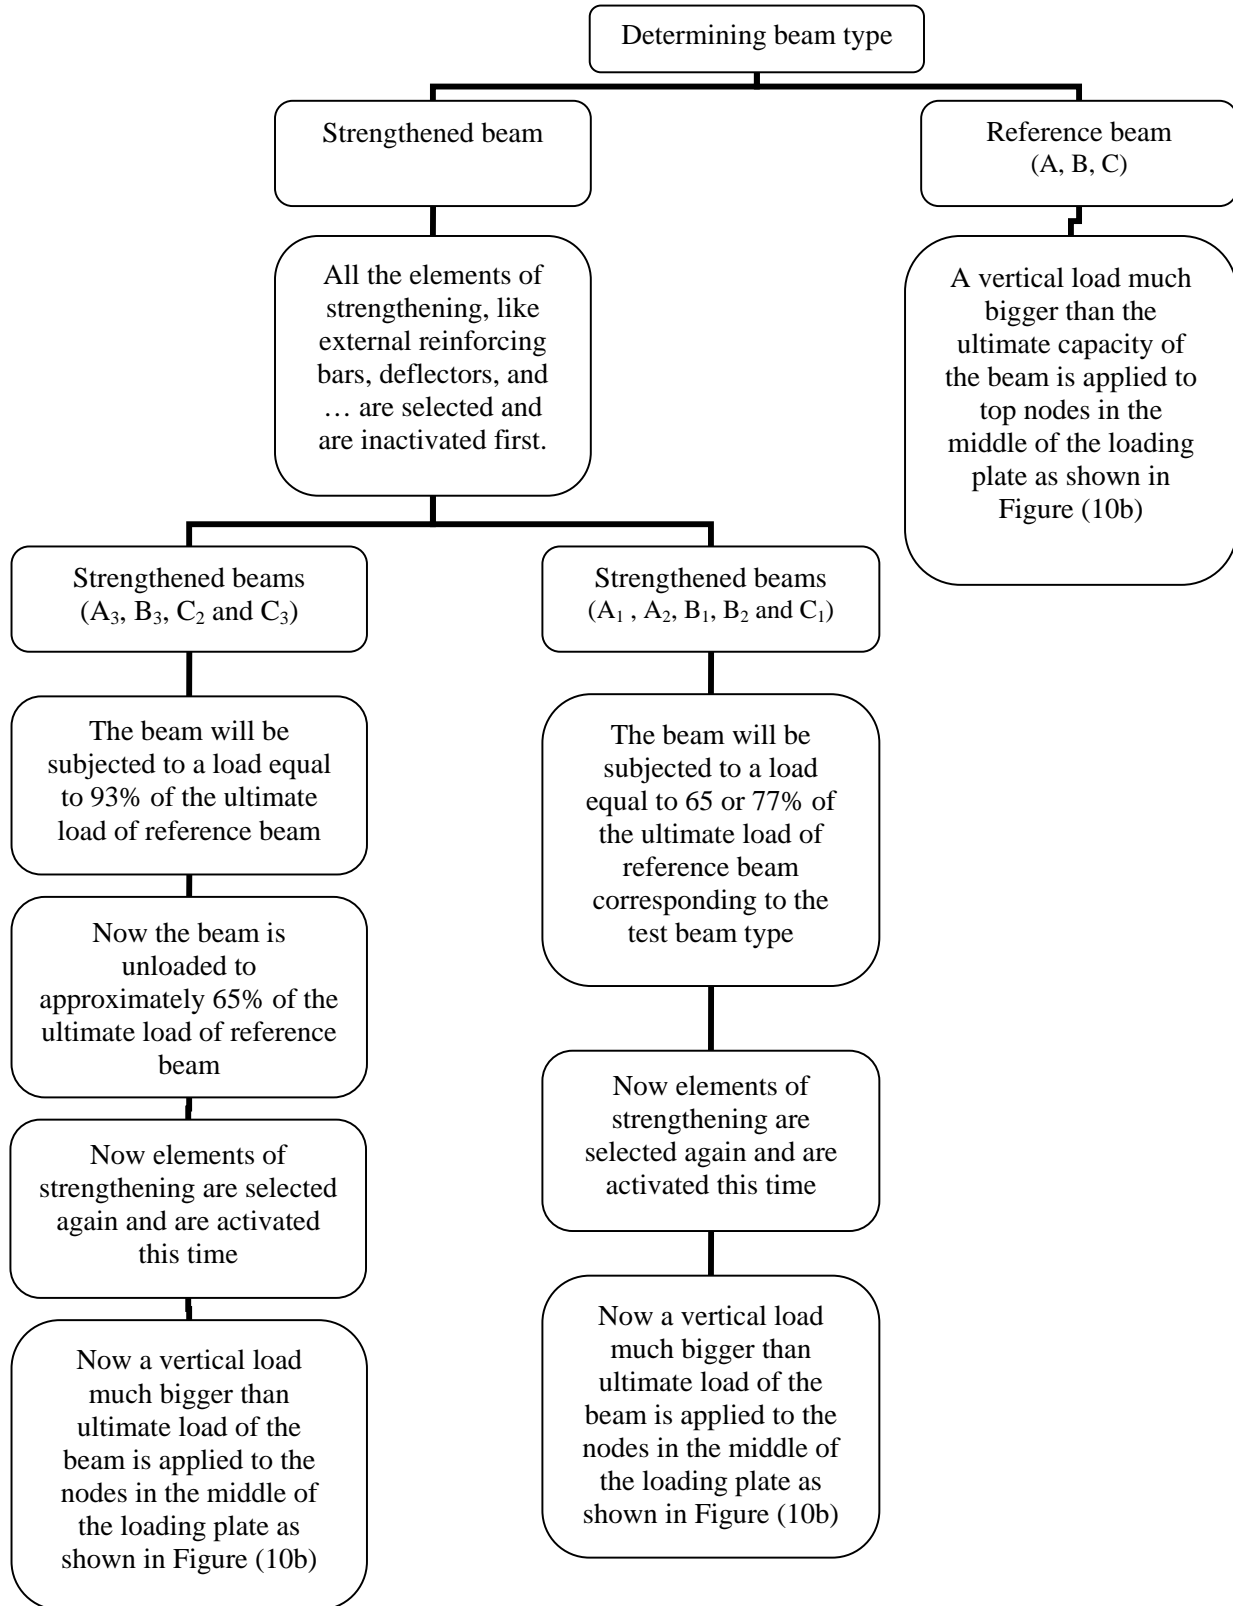 Determining beam type
Strengthened beam
Reference beam
(A, B, C)
All the elements of
strengthening, like
external reinforcing
bars, deflectors, and
… are selected and
are inactivated first.
A vertical load much
bigger than the
ultimate capacity of
the beam is applied to
top nodes in the
middle of the loading
plate as shown in
Figure (10b)
Strengthened beams
(A₃, B₃, C₂ and C₃)
Strengthened beams
(A₁ , A₂, B₁, B₂ and C₁)
The beam will be
subjected to a load equal
to 93% of the ultimate
load of reference beam
Now the beam is
unloaded to
approximately 65% of the
ultimate load of reference
beam
Now elements of
strengthening are selected
again and are activated
this time
Now a vertical load
much bigger than
ultimate load of the
beam is applied to the
nodes in the middle of
the loading plate as
shown in Figure (10b)
The beam will be
subjected to a load
equal to 65 or 77% of
the ultimate load of
reference beam
corresponding to the
test beam type
Now elements of
strengthening are
selected again and are
activated this time
Now a vertical load
much bigger than
ultimate load of the
beam is applied to the
nodes in the middle of
the loading plate as
shown in Figure (10b)